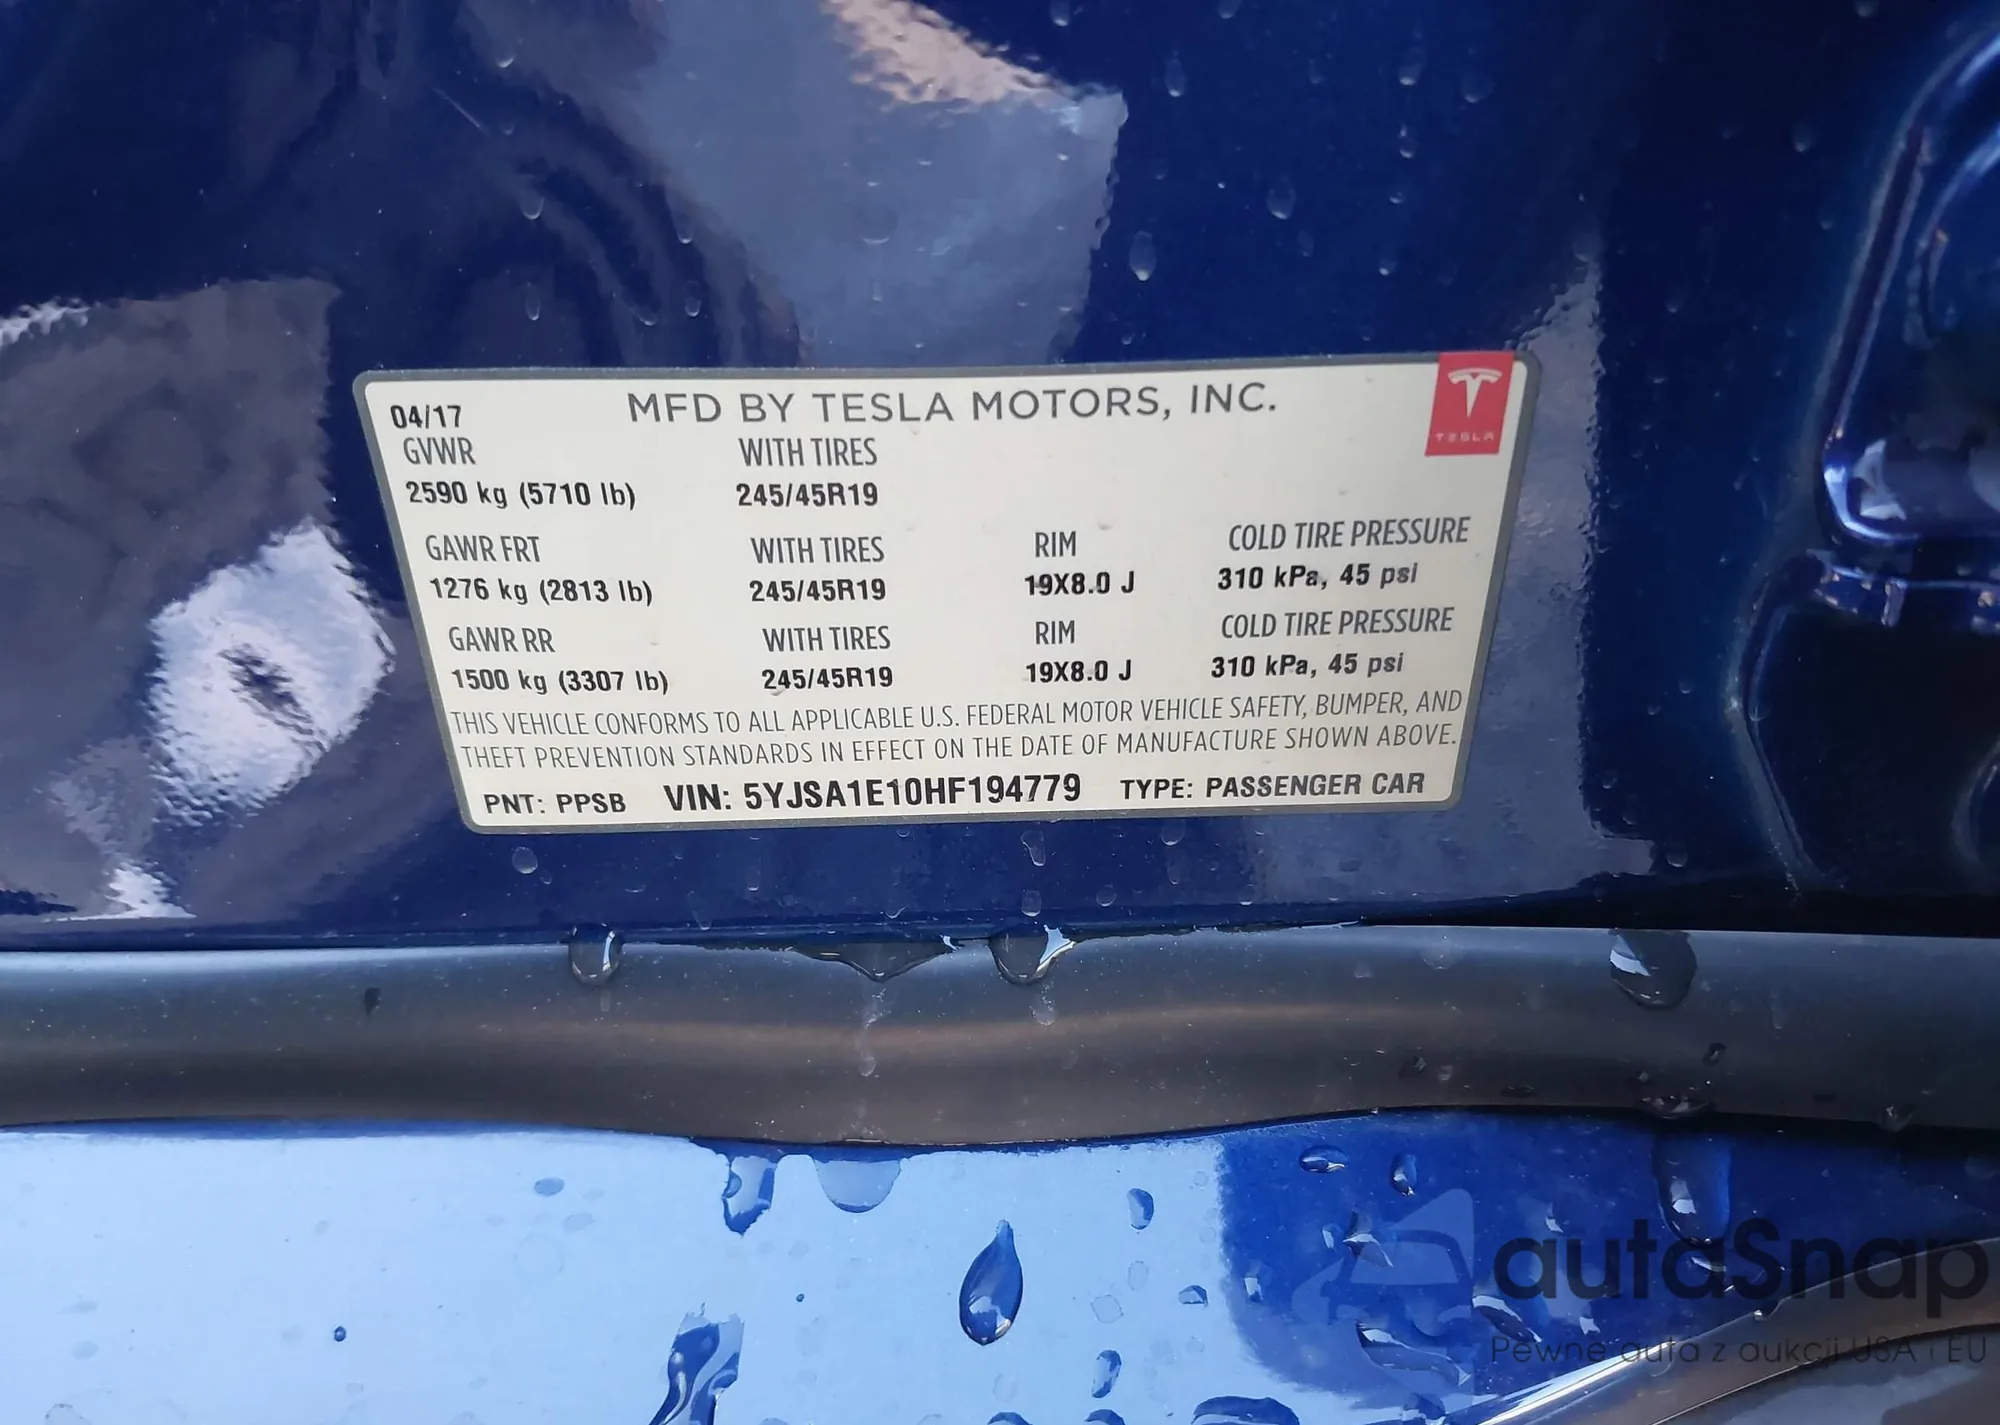 04/17 MFD BY TESLA MOTORS, INC.
TESLA
GVWR WITH TIRES
2590 kg (5710 lb) 245/45R19
GAWR FRT WITH TIRES RIM COLD TIRE PRESSURE
1276 kg (2813 lb) 245/45R19 19X8.0 J 310 kPa, 45 psi
GAWR RR WITH TIRES RIM COLD TIRE PRESSURE
1500 kg (3307 lb) 245/45R19 19X8.0 J 310 kPa, 45 psi
THIS VEHICLE CONFORMS TO ALL APPLICABLE U.S. FEDERAL MOTOR VEHICLE SAFETY, BUMPER, AND
THEFT PREVENTION STANDARDS IN EFFECT ON THE DATE OF MANUFACTURE SHOWN ABOVE.
PNT: PPSB VIN: 5YJSA1E10HF194779 TYPE: PASSENGER CAR
autaSnap
Pewne auta z aukcji USA i EU